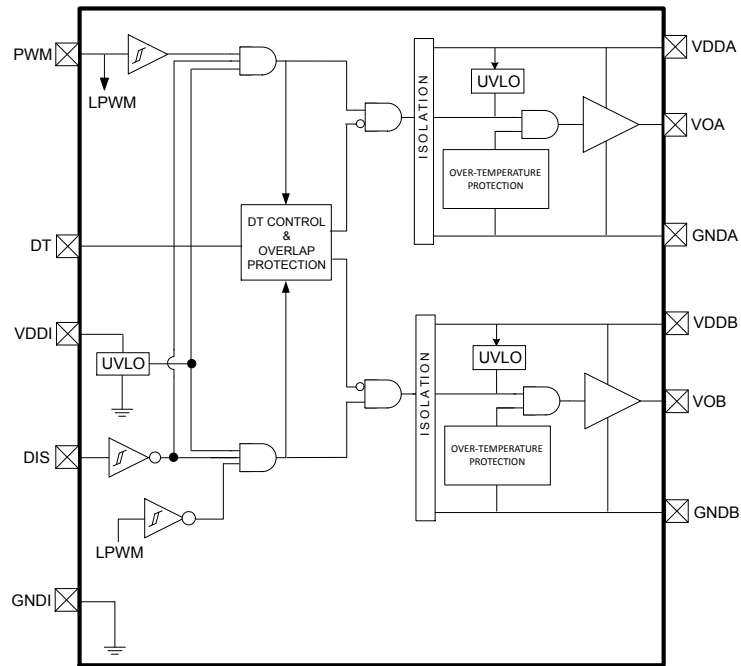 PWM
LPWM
DT
VDDI
UVLO
DIS
LPWM
GNDI
DT CONTROL
&
OVERLAP
PROTECTION
ISOLATION
UVLO
OVER-TEMPERATURE
PROTECTION
VDDA
VOA
GNDA
ISOLATION
UVLO
OVER-TEMPERATURE
PROTECTION
VDDB
VOB
GNDB